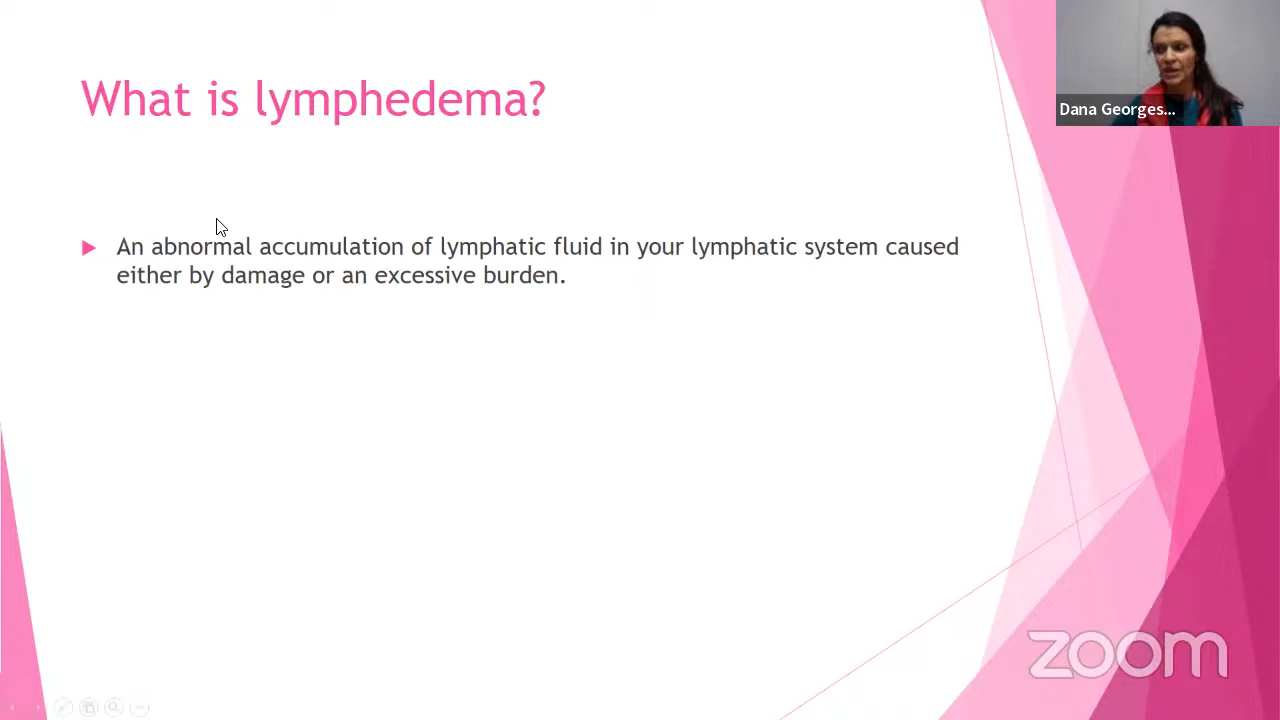 What is lymphedema?
Dana Georges...
An abnormal accumulation of lymphatic fluid in your lymphatic system caused
either by damage or an excessive burden.
zoom